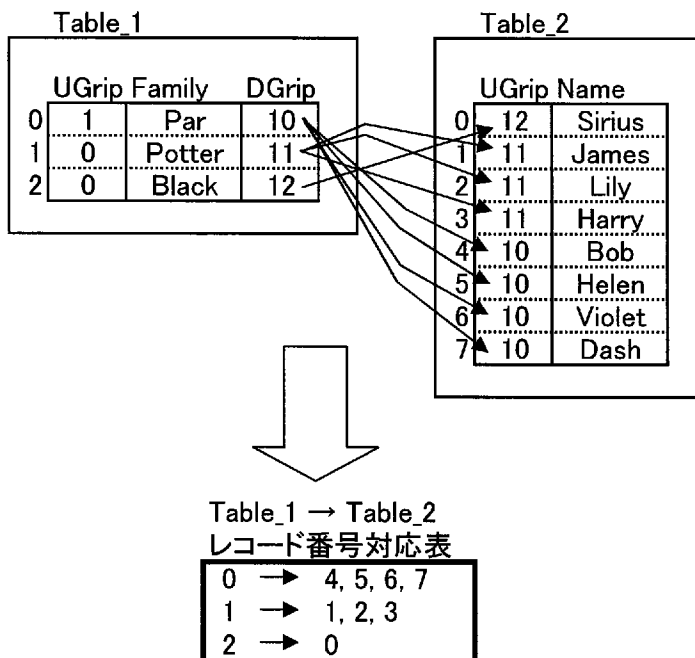 Table_1
UGrip Family DGrip
0 1 Par 10
1 0 Potter 11
2 0 Black 12
Table_2
UGrip Name
0 12 Sirius
1 11 James
2 11 Lily
3 11 Harry
4 10 Bob
5 10 Helen
6 10 Violet
7 10 Dash
Table_1 → Table_2
レコード番号対応表
0 → 4, 5, 6, 7
1 → 1, 2, 3
2 → 0